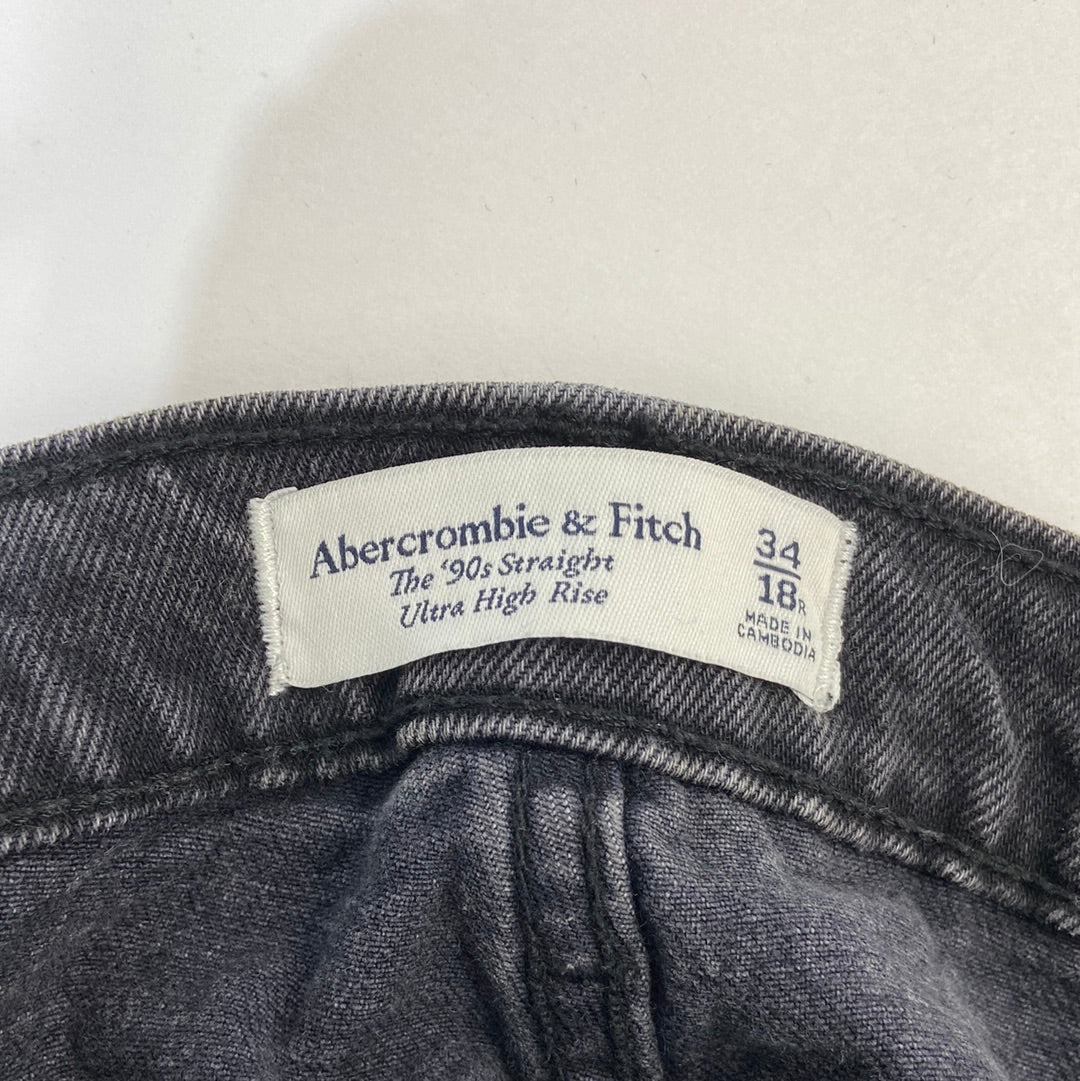 Abercrombie & Fitch
The '90s Straight
Ultra High Rise
34
18R
MADE IN
CAMBODIA